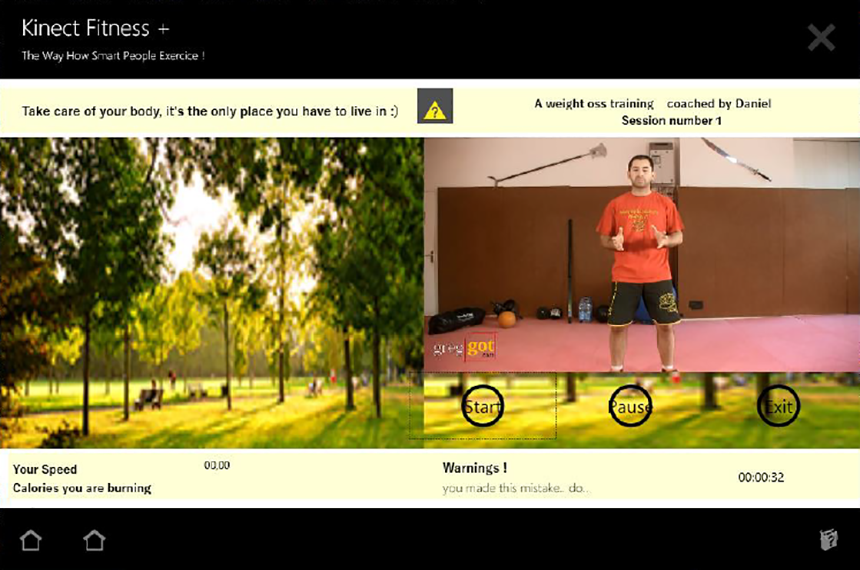 Kinect Fitness +
The Way How Smart People Exercice !
Take care of your body, it's the only place you have to live in :)
?
A weight oss training coached by Daniel
Session number 1
greg got
Start
Pause
Exit
Your Speed
00,00
Calories you are burning
Warnings !
you made this mistake.. do..
00:00:32
?